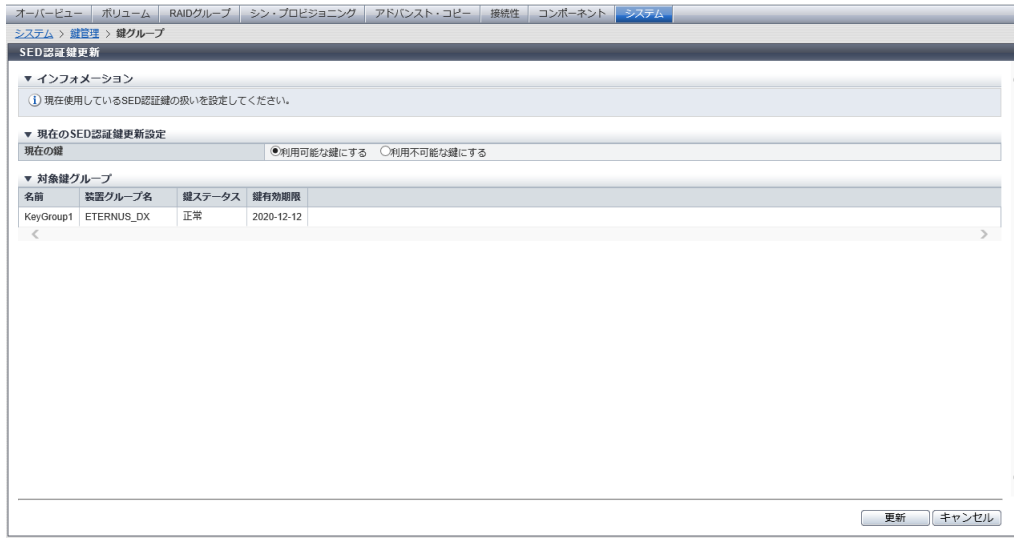 オーバービュー ボリューム RAIDグループ シン・プロビジョニング アドバンスト・コピー 接続性 コンポーネント システム
システム > 鍵管理 > 鍵グループ
SED認証鍵更新
▼ インフォメーション
i 現在使用しているSED認証鍵の扱いを設定してください。
▼ 現在のSED認証鍵更新設定
現在の鍵 利用可能な鍵にする 利用不可能な鍵にする
▼ 対象鍵グループ
名前 装置グループ名 鍵ステータス 鍵有効期限
KeyGroup1 ETERNUS_DX 正常 2020-12-12
更新 キャンセル